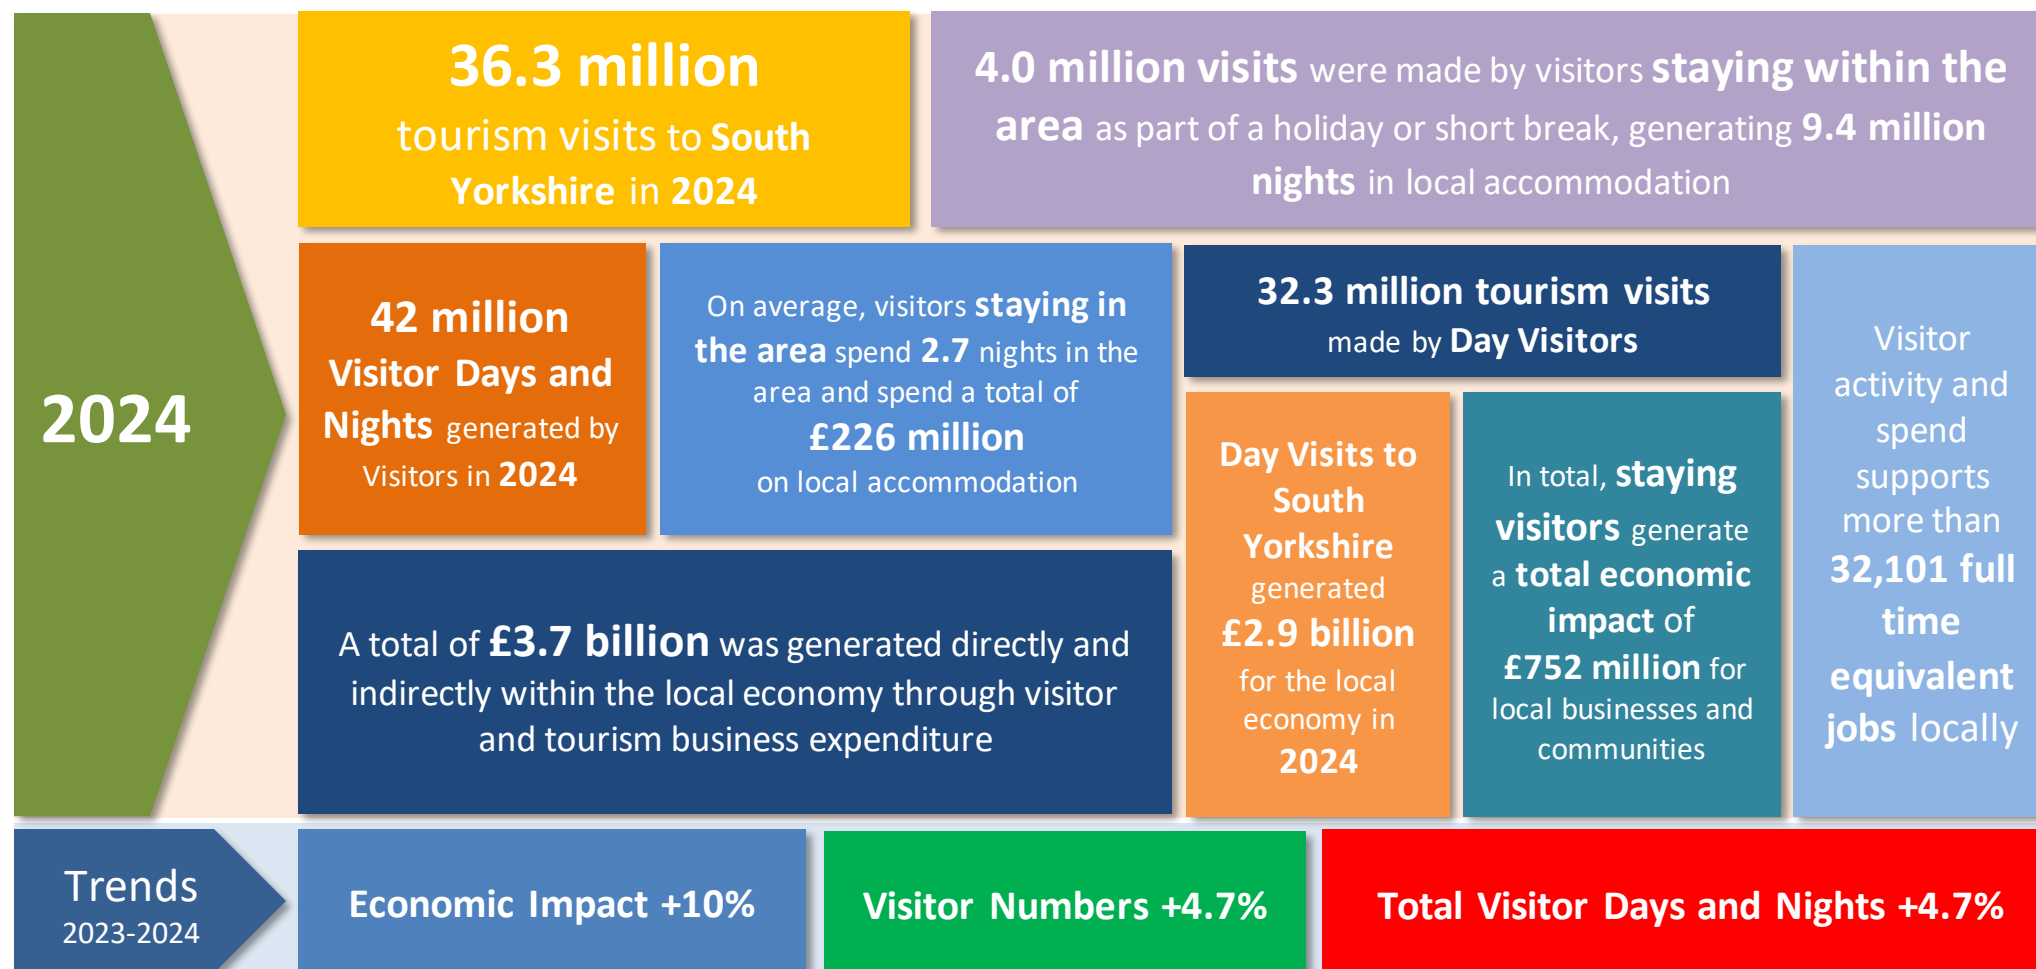 2024
36.3 million
tourism visits to South
Yorkshire in 2024
4.0 million visits were made by visitors staying within the
area as part of a holiday or short break, generating 9.4 million
nights in local accommodation
42 million
Visitor Days and
Nights generated by
Visitors in 2024
On average, visitors staying in
the area spend 2.7 nights in the
area and spend a total of
£226 million
on local accommodation
32.3 million tourism visits
made by Day Visitors
Visitor
activity and
spend
supports
more than
32,101 full
time
equivalent
jobs locally
A total of £3.7 billion was generated directly and
indirectly within the local economy through visitor
and tourism business expenditure
Day Visits to
South
Yorkshire
generated
£2.9 billion
for the local
economy in
2024
In total, staying
visitors generate
a total economic
impact of
£752 million for
local businesses and
communities
Trends
2023-2024
Economic Impact +10%
Visitor Numbers +4.7%
Total Visitor Days and Nights +4.7%